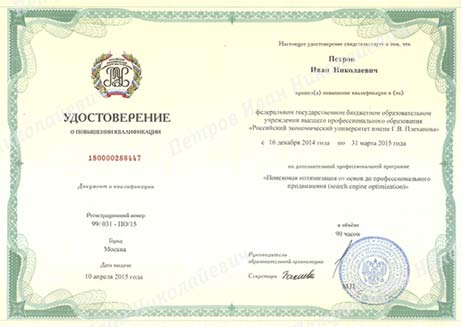 УДОСТОВЕРЕНИЕ
О ПОВЫШЕНИИ КВАЛИФИКАЦИИ
180000288447
Документ о квалификации
Регистрационный номер
99/ 031 - ПО/15
Город
Москва
Дата выдачи
10 апреля 2015 года
Настоящее удостоверение свидетельствует о том, что
Петров
Иван Николаевич
прошел(а) повышение квалификации в (на)
федеральном государственном бюджетном образовательном
учреждении высшего профессионального образования
«Российский экономический университет имени Г.В. Плеханова»
с 16 декабря 2014 года по 31 марта 2015 года
по дополнительной профессиональной программе
«Поисковая оптимизация от основ до профессионального
продвижения (search engine optimization)»
в объёме
90 часов
Руководитель
образовательной организации
Секретарь
М.П.
Петров Иван Николаевич